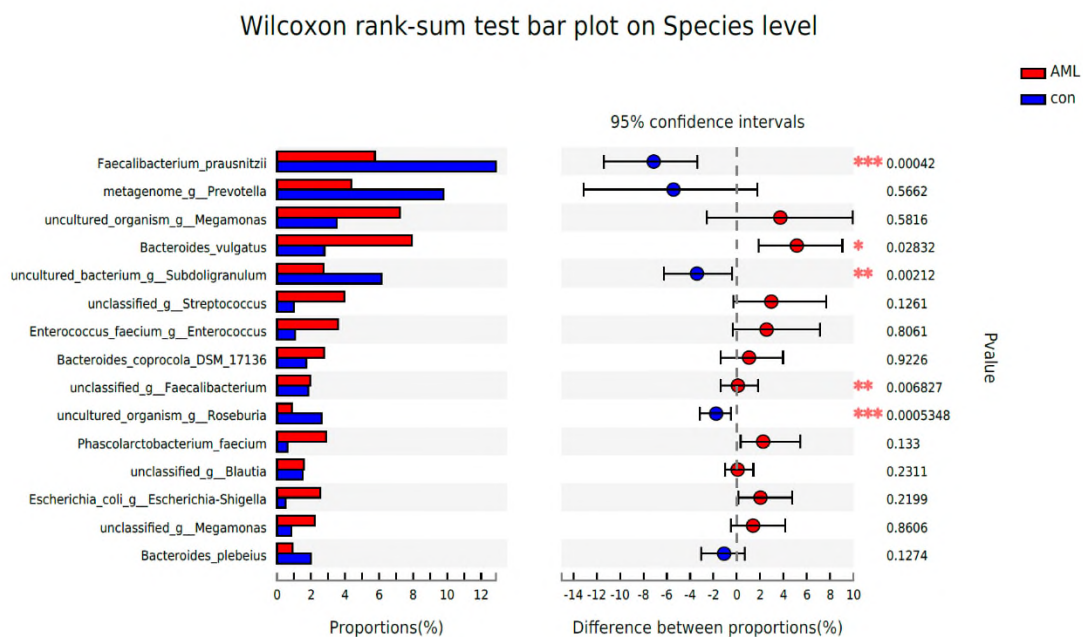 Wilcoxon rank-sum test bar plot on Species level
AML
con
95% confidence intervals
Faecalibacterium_prausnitzii *** 0.00042
metagenome_g__Prevotella 0.5662
uncultured_organism_g__Megamonas 0.5816
Bacteroides_vulgatus * 0.02832
uncultured_bacterium_g__Subdoligranulum ** 0.00212
unclassified_g__Streptococcus 0.1261
Enterococcus_faecium_g__Enterococcus 0.8061
Bacteroides_coprocola_DSM_17136 0.9226
unclassified_g__Faecalibacterium ** 0.006827
uncultured_organism_g__Roseburia *** 0.0005348
Phascolarctobacterium_faecium 0.133
unclassified_g__Blautia 0.2311
Escherichia_coli_g__Escherichia-Shigella 0.2199
unclassified_g__Megamonas 0.8606
Bacteroides_plebeius 0.1274
Pvalue
0 2 4 6 8 10 12
-14 -12 -10 -8 -6 -4 -2 0 2 4 6 8 10
Proportions(%)
Difference between proportions(%)